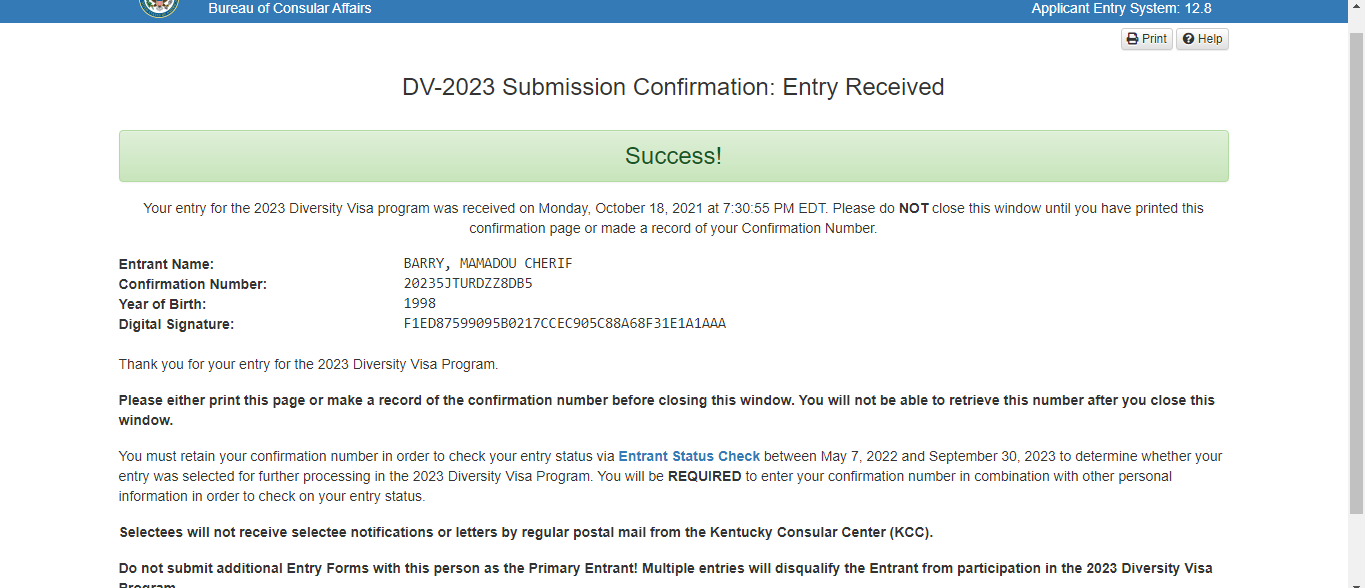 Bureau of Consular Affairs
Applicant Entry System: 12.8
Print
Help
DV-2023 Submission Confirmation: Entry Received
Success!
Your entry for the 2023 Diversity Visa program was received on Monday, October 18, 2021 at 7:30:55 PM EDT. Please do NOT close this window until you have printed this
confirmation page or made a record of your Confirmation Number.
Entrant Name: BARRY, MAMADOU CHERIF
Confirmation Number: 20235JTURDZZ8DB5
Year of Birth: 1998
Digital Signature: F1ED87599095B0217CCEC905C88A68F31E1A1AAA
Thank you for your entry for the 2023 Diversity Visa Program.
Please either print this page or make a record of the confirmation number before closing this window. You will not be able to retrieve this number after you close this
window.
You must retain your confirmation number in order to check your entry status via Entrant Status Check between May 7, 2022 and September 30, 2023 to determine whether your
entry was selected for further processing in the 2023 Diversity Visa Program. You will be REQUIRED to enter your confirmation number in combination with other personal
information in order to check on your entry status.
Selectees will not receive selectee notifications or letters by regular postal mail from the Kentucky Consular Center (KCC).
Do not submit additional Entry Forms with this person as the Primary Entrant! Multiple entries will disqualify the Entrant from participation in the 2023 Diversity Visa
Program.